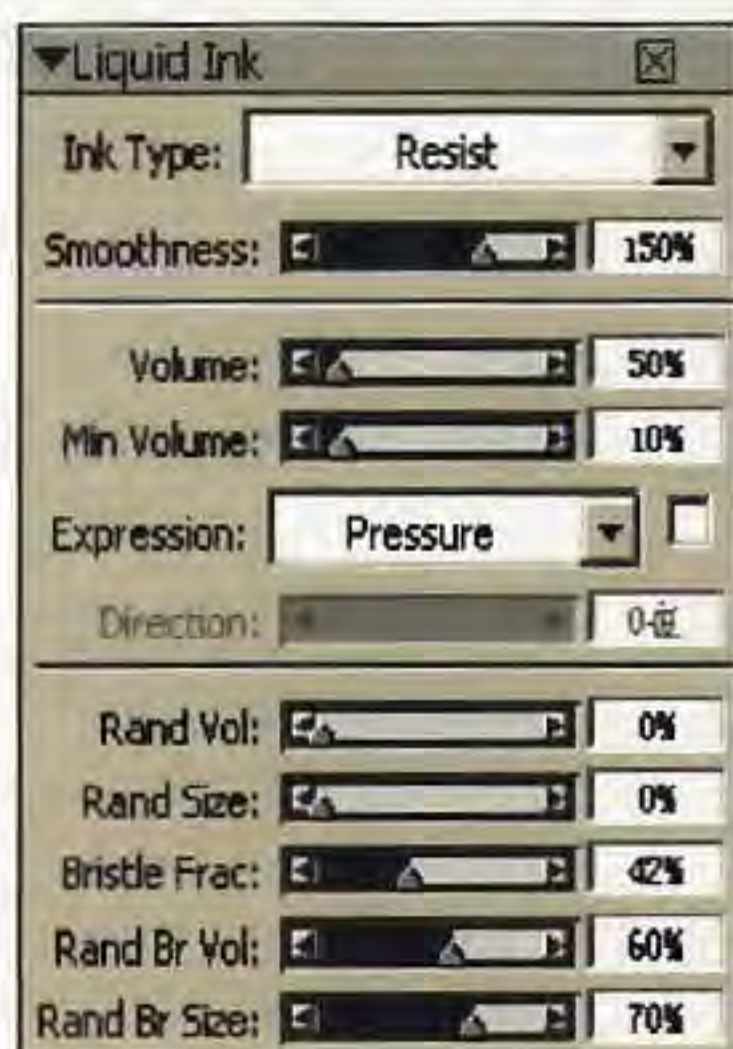 Liquid Ink
Ink Type: Resist
Smoothness: 150%
Volume: 50%
Min Volume: 10%
Expression: Pressure
Direction:
Rand Vol: 0%
Rand Size: 0%
Bristle Frac: 42%
Rand Br Vol: 60%
Rand Br Size: 70%